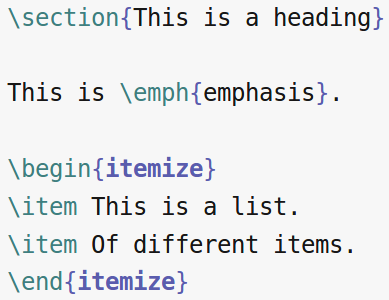 \section{This is a heading}
This is \emph{emphasis}.
\begin{itemize}
\item This is a list.
\item Of different items.
\end{itemize}